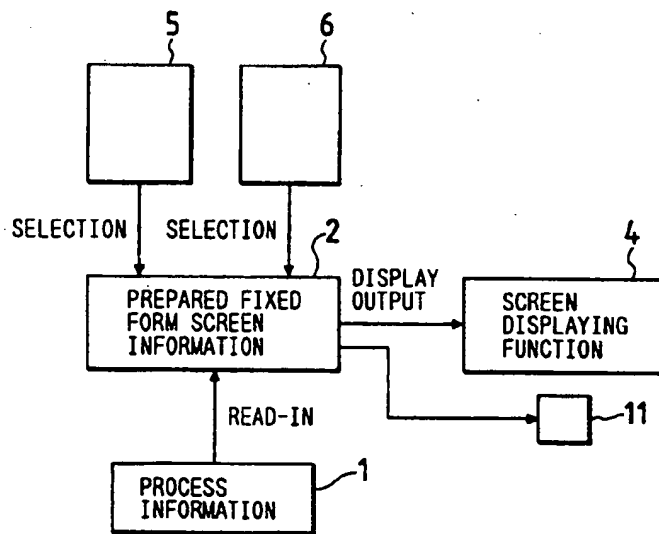 5
6
SELECTION
SELECTION
2
PREPARED FIXED
FORM SCREEN
INFORMATION
DISPLAY
OUTPUT
4
SCREEN
DISPLAYING
FUNCTION
11
READ-IN
1
PROCESS
INFORMATION